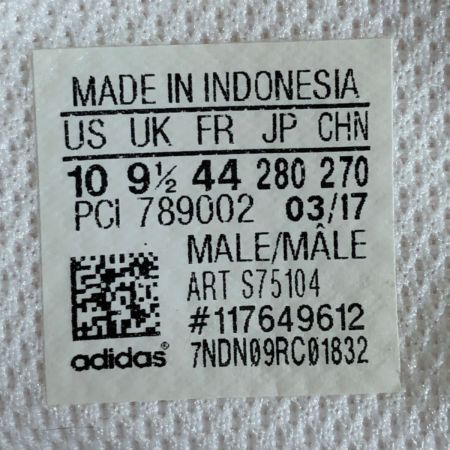 MADE IN INDONESIA
US UK FR JP CHN
10 9½ 44 280 270
PCI 789002 03/17
MALE/MÂLE
ART S75104
#117649612
adidas® 7NDN09RC01832